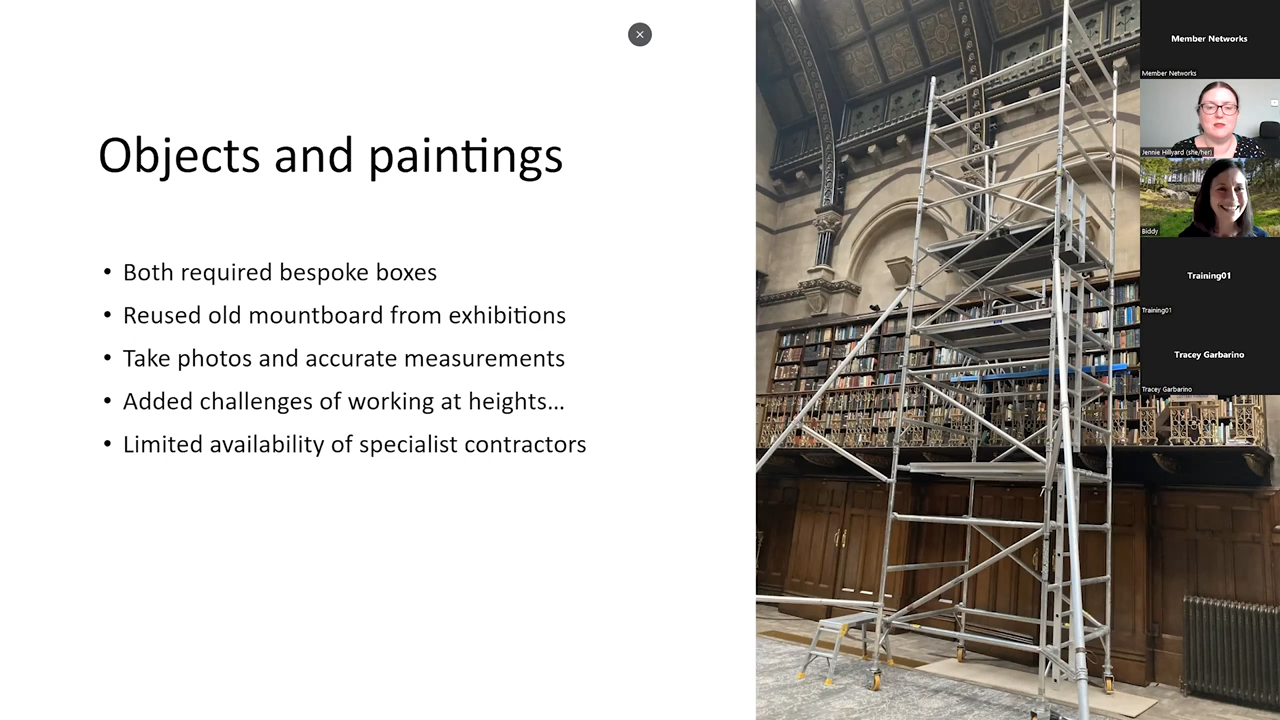 Objects and paintings
• Both required bespoke boxes
• Reused old mountboard from exhibitions
• Take photos and accurate measurements
• Added challenges of working at heights…
• Limited availability of specialist contractors
Member Networks
Member Networks
Jennie Hillyard (she/her)
Biddy
Training01
Training01
Tracey Garbarino
Tracey Garbarino